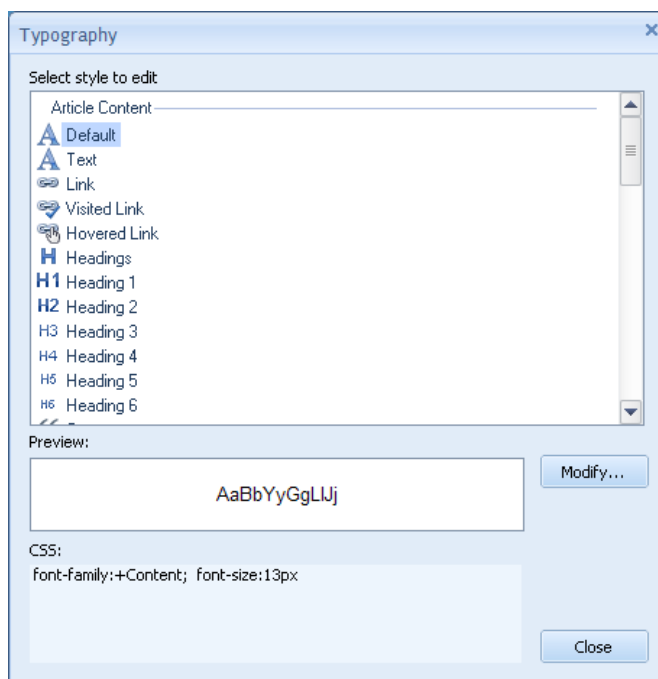 Typography
Select style to edit
Article Content
Default
Text
Link
Visited Link
Hovered Link
H Headings
H1 Heading 1
H2 Heading 2
H3 Heading 3
H4 Heading 4
H5 Heading 5
H6 Heading 6
Preview:
AaBbYyGgLlJj
Modify...
CSS:
font-family:+Content; font-size:13px
Close